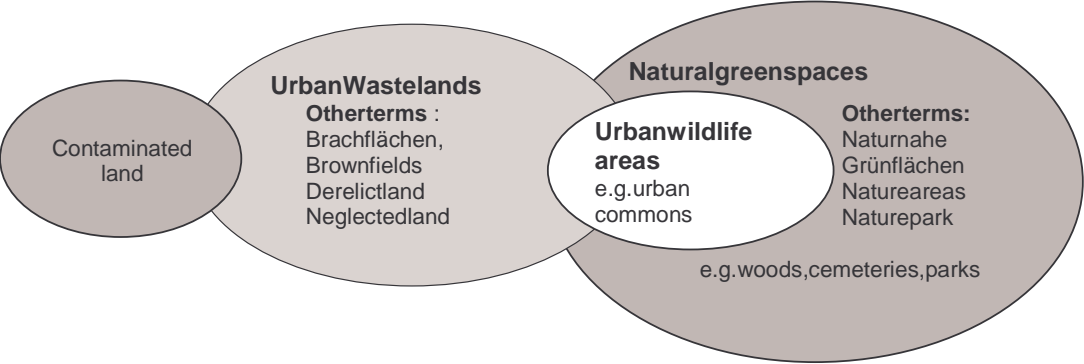 Contaminated
land
UrbanWastelands
Otherterms :
Brachflächen,
Brownfields
Derelictland
Neglectedland
Urbanwildlife
areas
e.g.urban
commons
Naturalgreenspaces
Otherterms:
Naturnahe
Grünflächen
Natureareas
Naturepark
e.g.woods,cemeteries,parks